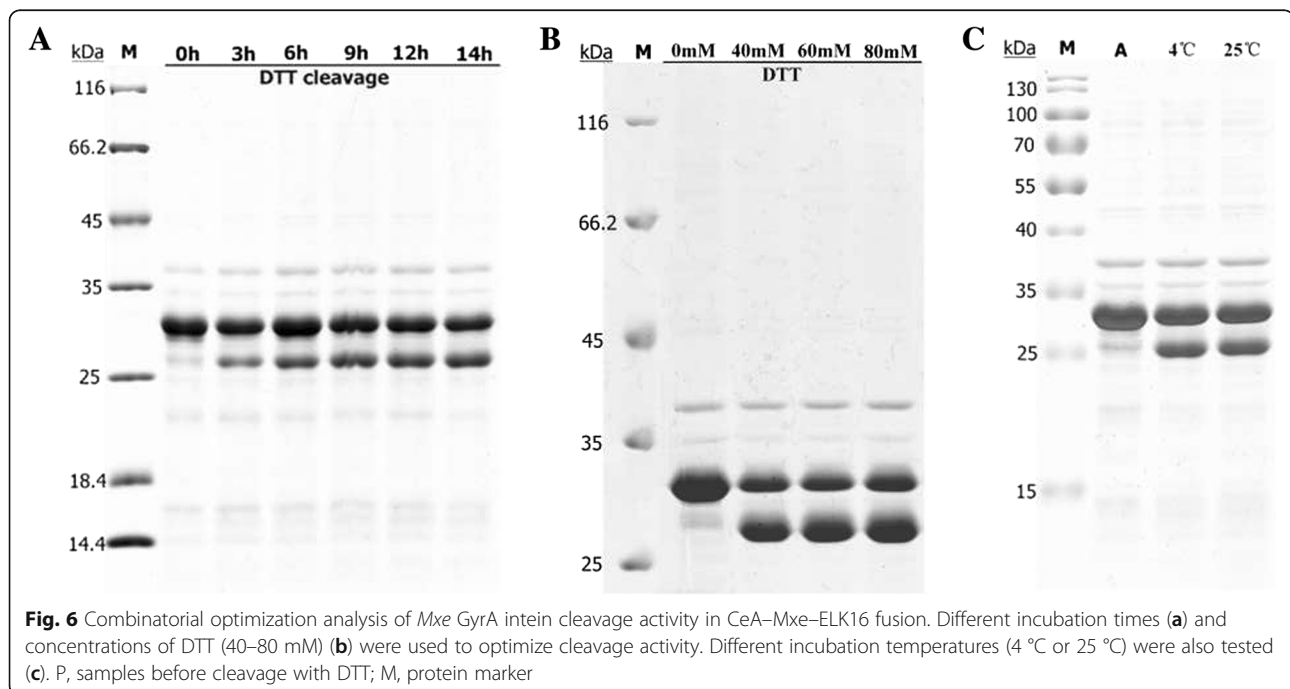 A
kDa M 0h 3h 6h 9h 12h 14h
DTT cleavage
116
66.2
45
35
25
18.4
14.4
B
kDa M 0mM 40mM 60mM 80mM
DTT
116
66.2
45
35
25
C
kDa M A 4℃ 25℃
130
100
70
55
40
35
25
15
Fig. 6 Combinatorial optimization analysis of Mxe GyrA intein cleavage activity in CeA–Mxe–ELK16 fusion. Different incubation times (a) and
concentrations of DTT (40–80 mM) (b) were used to optimize cleavage activity. Different incubation temperatures (4 °C or 25 °C) were also tested
(c). P, samples before cleavage with DTT; M, protein marker